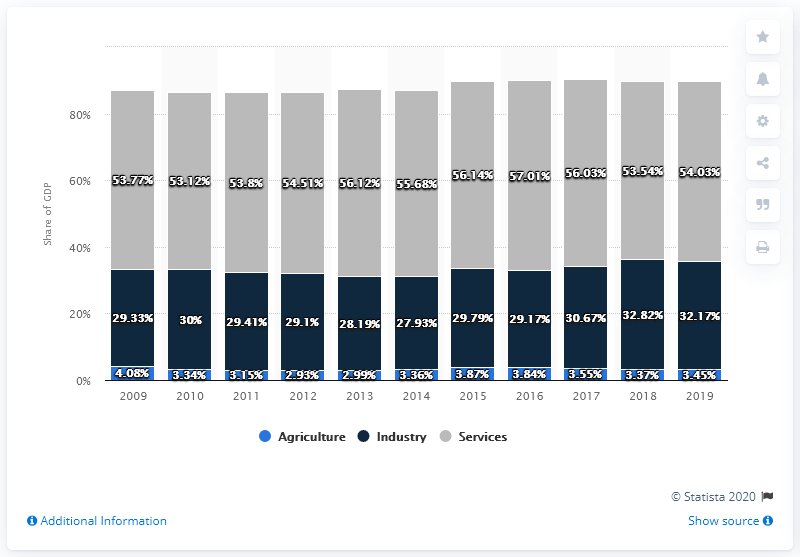 80%
60%
40%
20%
0%
Share of GDP
53.77% 53.12% 53.8% 54.51% 56.12% 55.68% 56.14% 57.01% 56.03% 53.54% 54.03%
29.33% 30% 29.41% 29.1% 28.19% 27.93% 29.79% 29.17% 30.67% 32.82% 32.17%
4.08% 3.34% 3.15% 2.93% 2.99% 3.36% 3.87% 3.84% 3.55% 3.37% 3.45%
2009 2010 2011 2012 2013 2014 2015 2016 2017 2018 2019
Agriculture Industry Services
© Statista 2020
Additional Information Show source